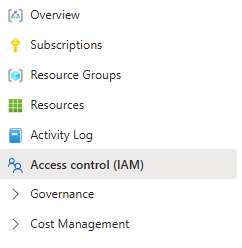 Overview
Subscriptions
Resource Groups
Resources
Activity Log
Access control (IAM)
Governance
Cost Management